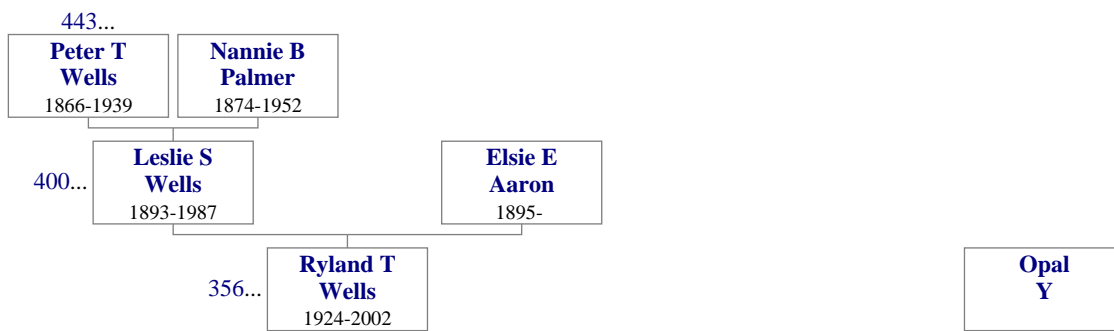 443...
Peter T
Wells
1866-1939
Nannie B
Palmer
1874-1952
400...
Leslie S
Wells
1893-1987
Elsie E
Aaron
1895-
356...
Ryland T
Wells
1924-2002
Opal
Y